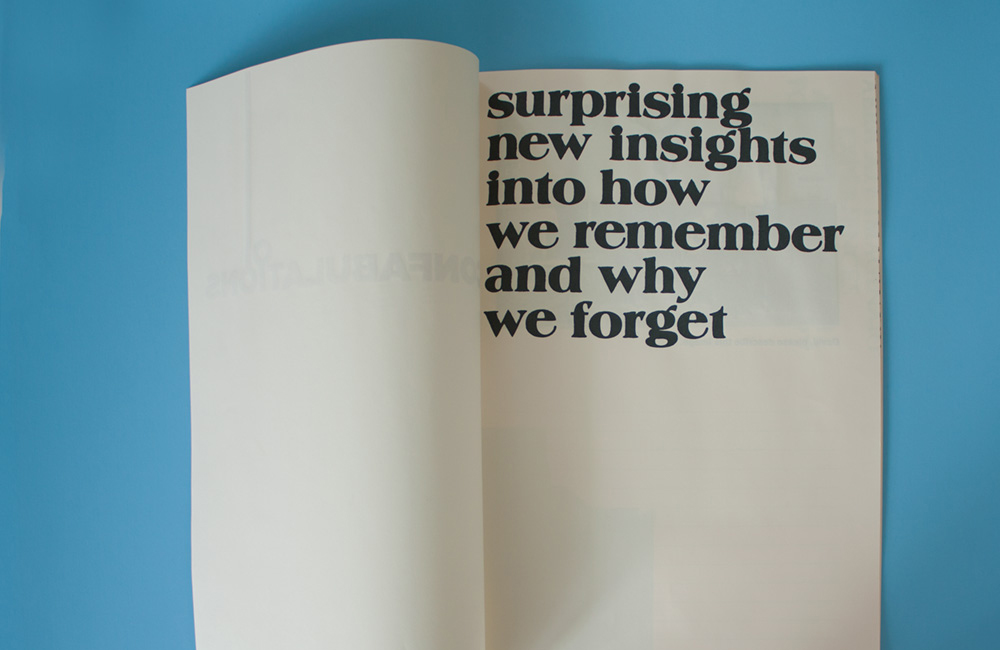 surprising
new insights
into how
we remember
and why
we forget